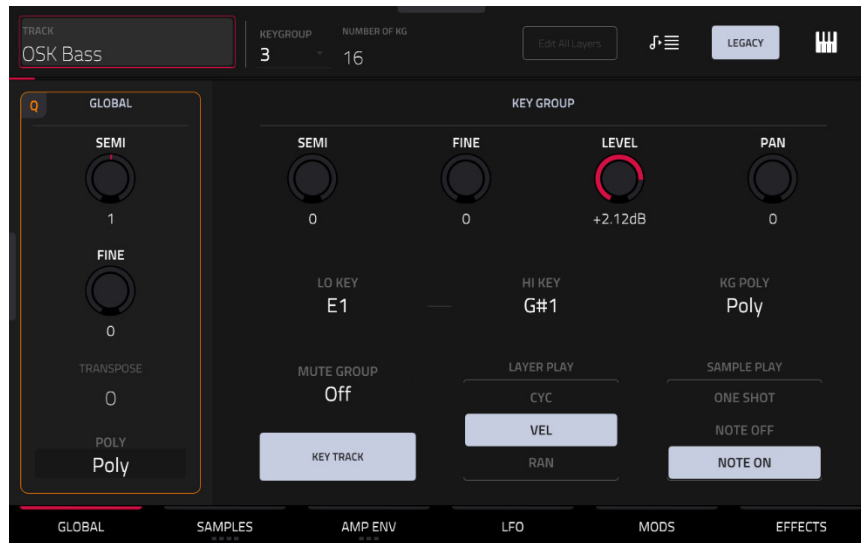 TRACK
OSK Bass
KEYGROUP
3
NUMBER OF KG
16
Edit All Layers
LEGACY
Q
GLOBAL
SEMI
1
FINE
0
TRANSPOSE
0
POLY
Poly
KEY GROUP
SEMI
FINE
LEVEL
PAN
0
0
+2.12dB
0
LO KEY
HI KEY
KG POLY
E1
G#1
Poly
MUTE GROUP
Off
KEY TRACK
LAYER PLAY
CYC
VEL
RAN
SAMPLE PLAY
ONE SHOT
NOTE OFF
NOTE ON
GLOBAL
SAMPLES
AMP ENV
LFO
MODS
EFFECTS